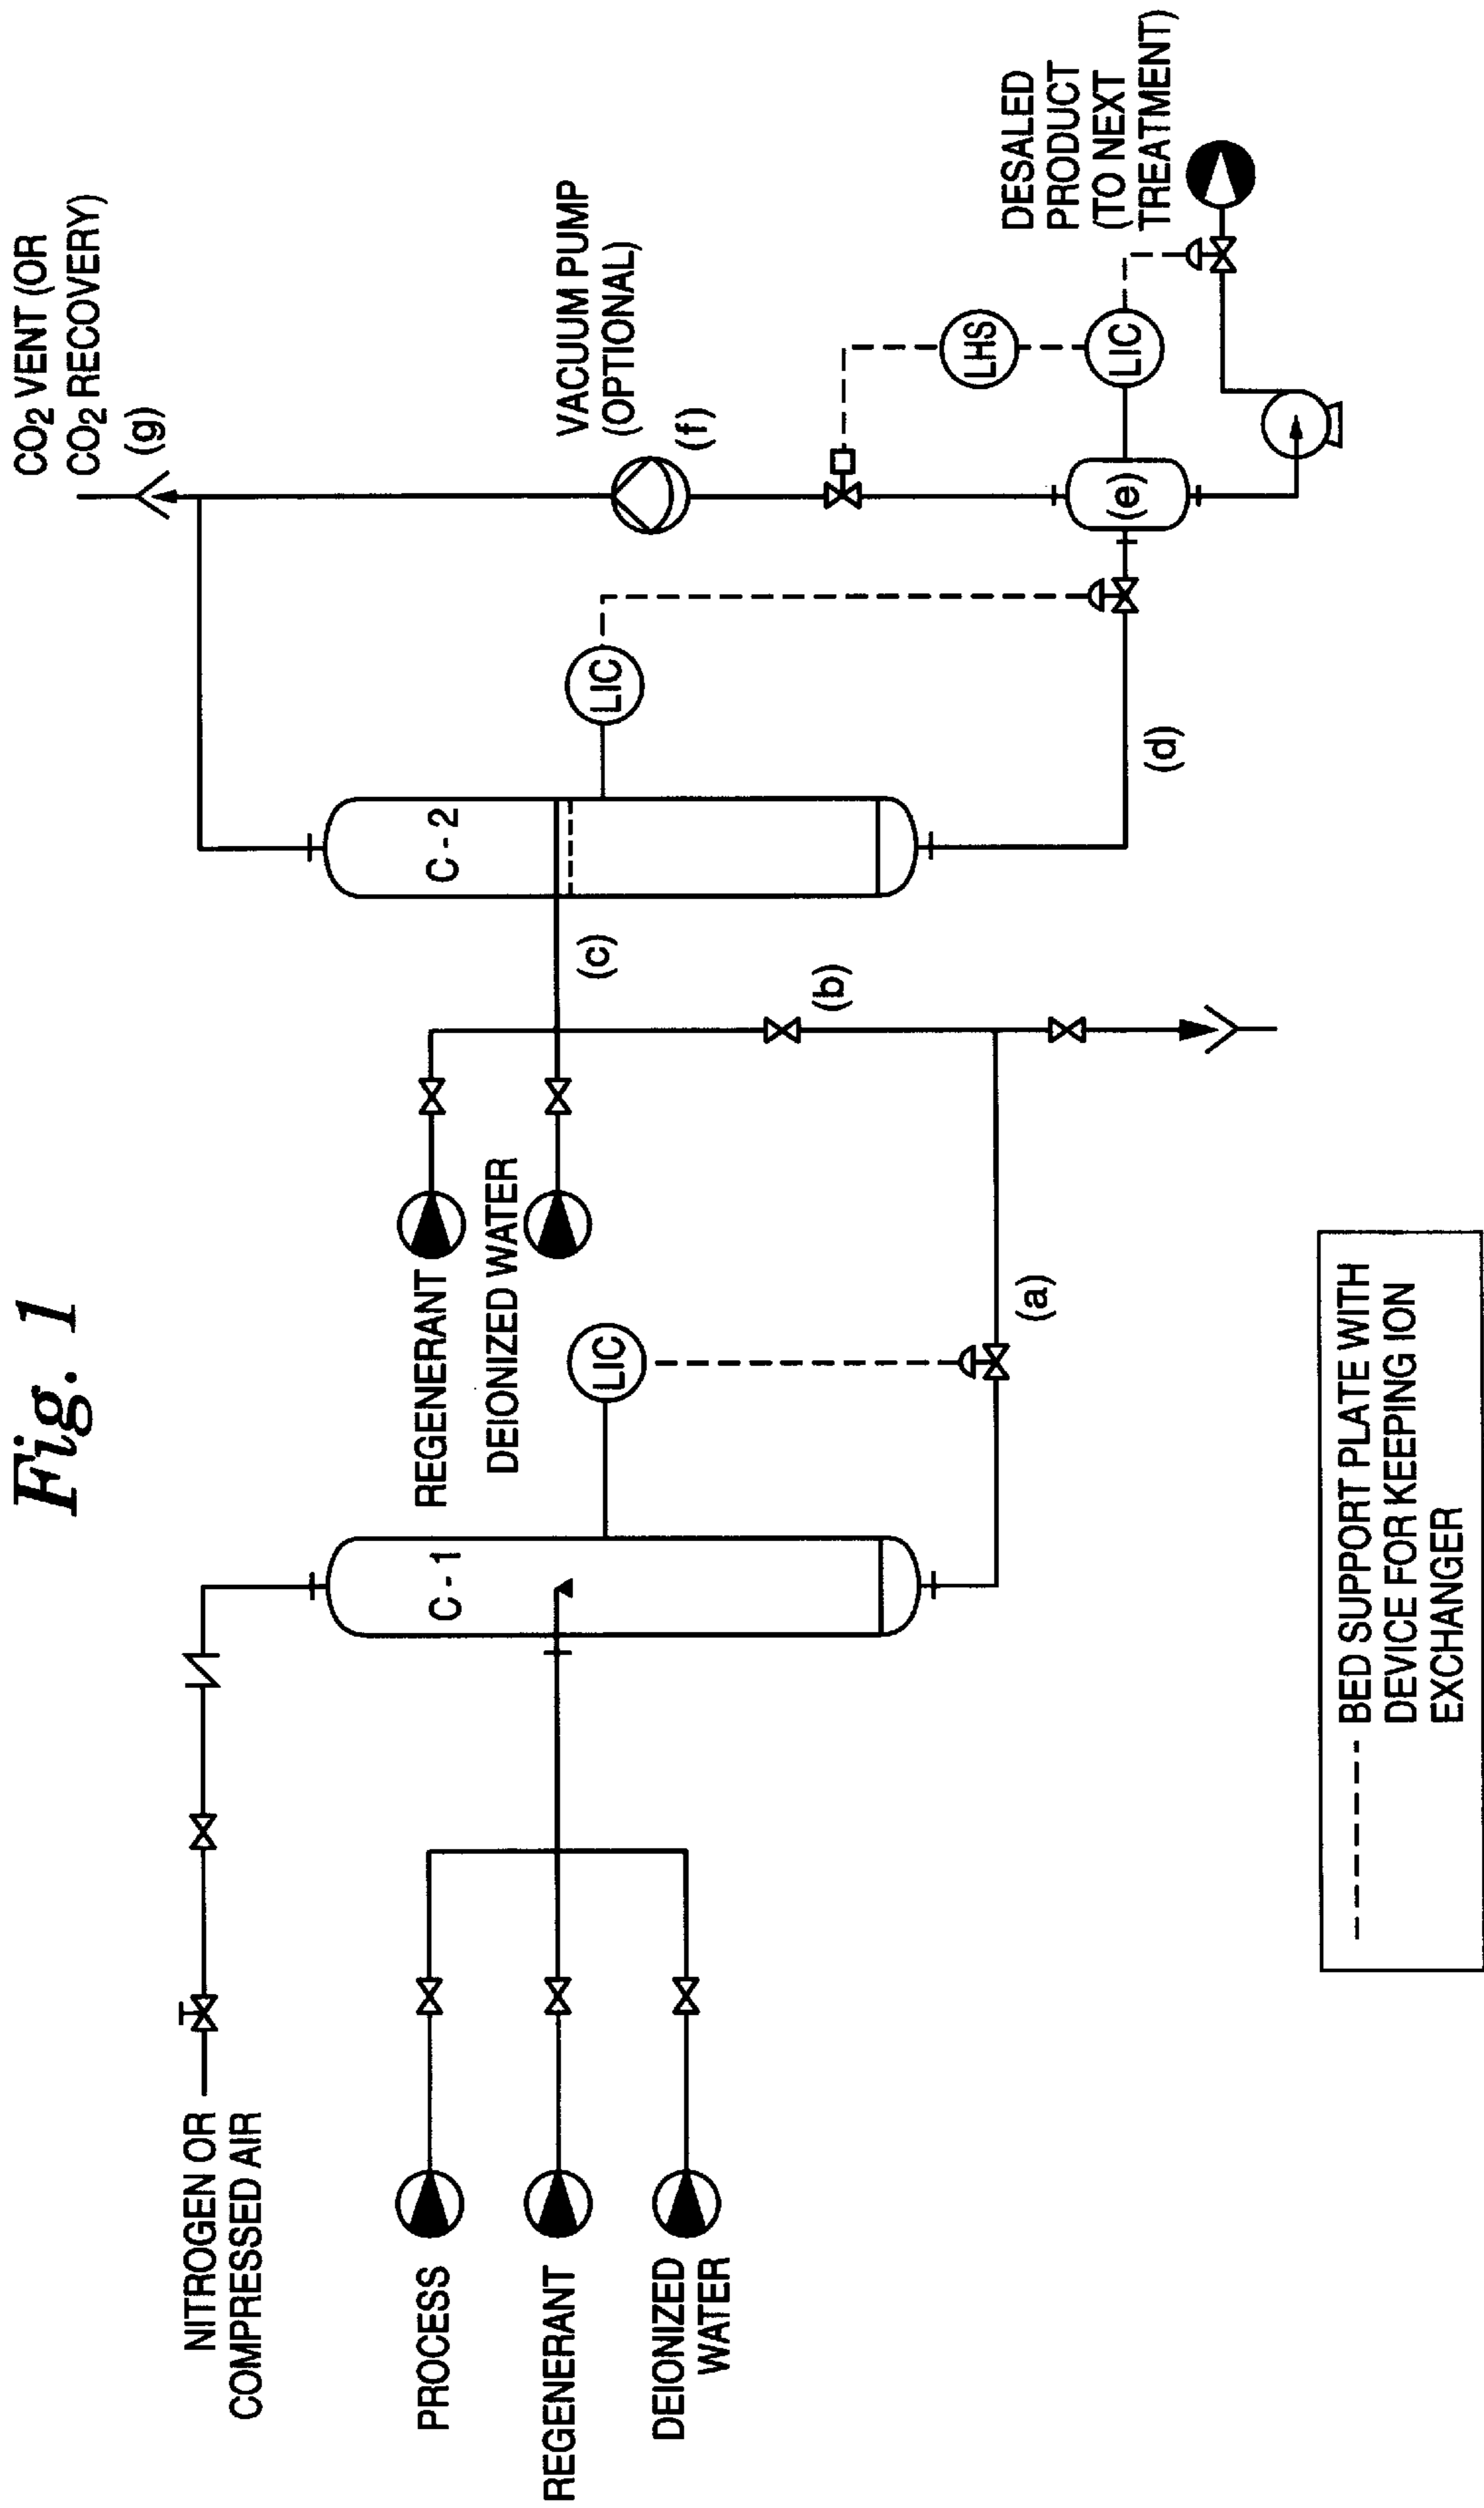 Fig. 1
NITROGEN OR
COMPRESSED AIR
PROCESS
REGENERANT
DEIONIZED
WATER
C-1
LIC
(a)
REGENERANT
DEIONIZED WATER
(b)
(c)
C-2
LIC
(d)
CO2 VENT (OR
CO2 RECOVERY)
(g)
VACUUM PUMP
(OPTIONAL)
(f)
(e)
LHS
LIC
DESALED
PRODUCT
(TO NEXT
TREATMENT)
BED SUPPORT PLATE WITH
DEVICE FOR KEEPING ION
EXCHANGER